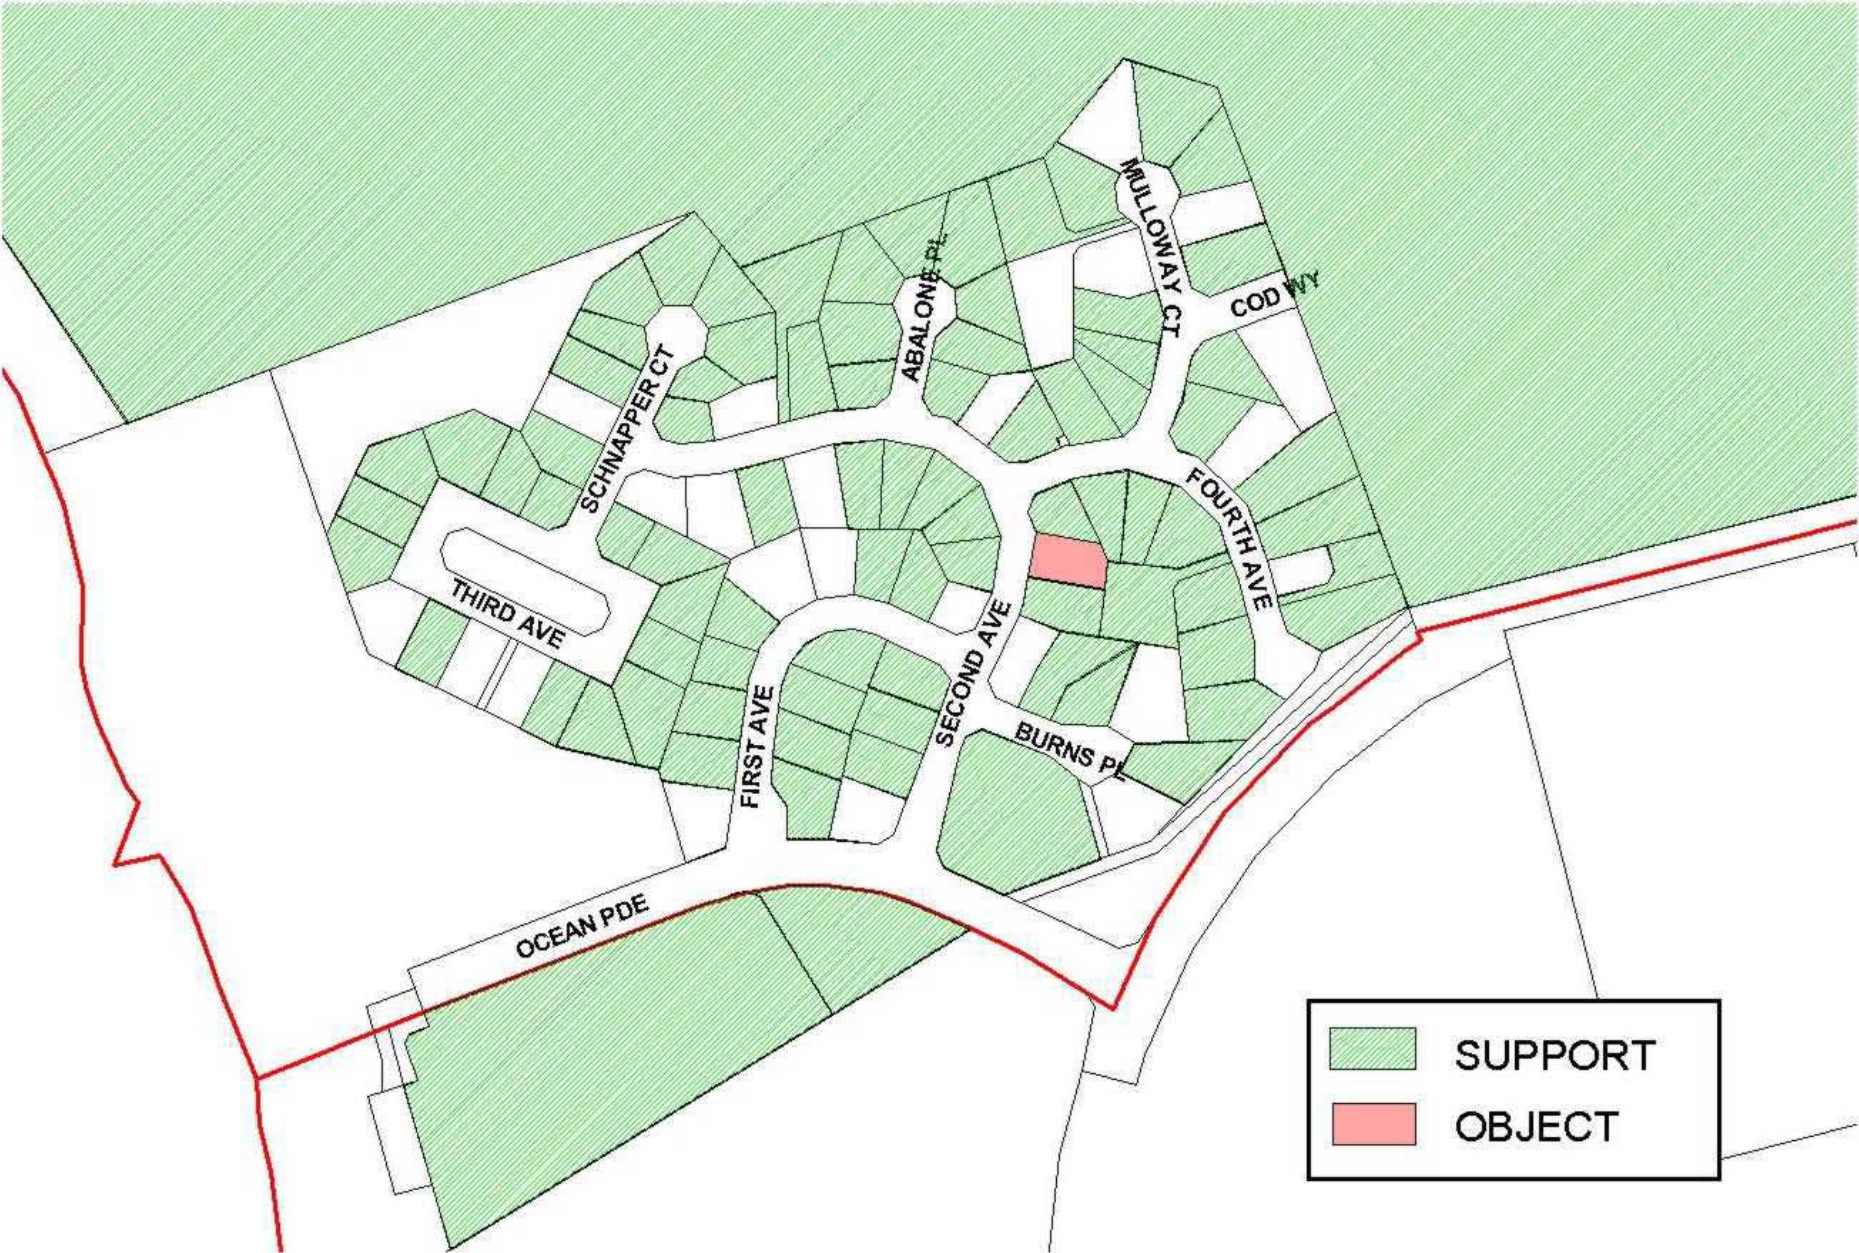 MULLOWAY CT
ABALONE PL
COD WY
SCHNAPPER CT
FOURTH AVE
THIRD AVE
SECOND AVE
FIRST AVE
BURNS PL
OCEAN PDE
SUPPORT
OBJECT